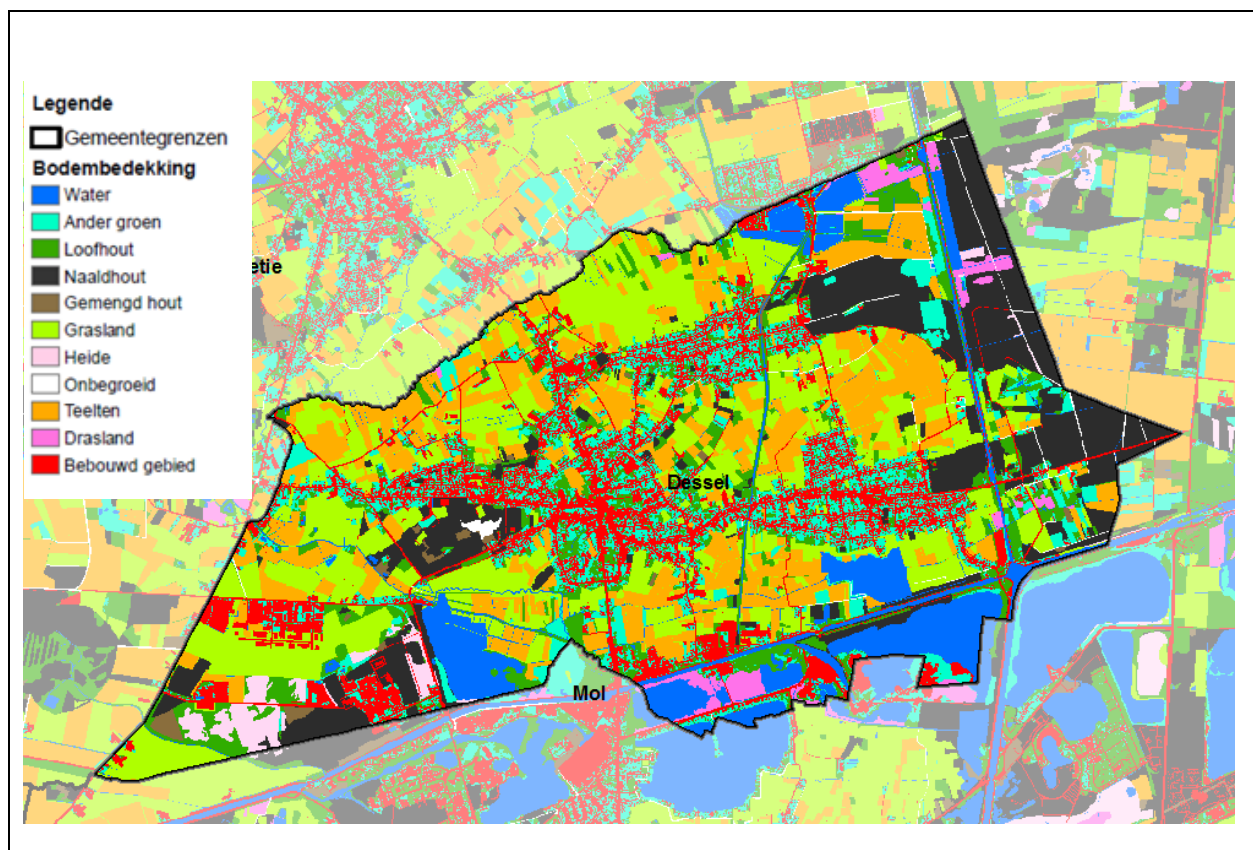 Legende
Gemeentegrenzen
Bodembedekking
Water
Ander groen
Loofhout
Naaldhout
Gemengd hout
Grasland
Heide
Onbegroeid
Teelten
Drasland
Bebouwd gebied
etie
Dessel
Mol